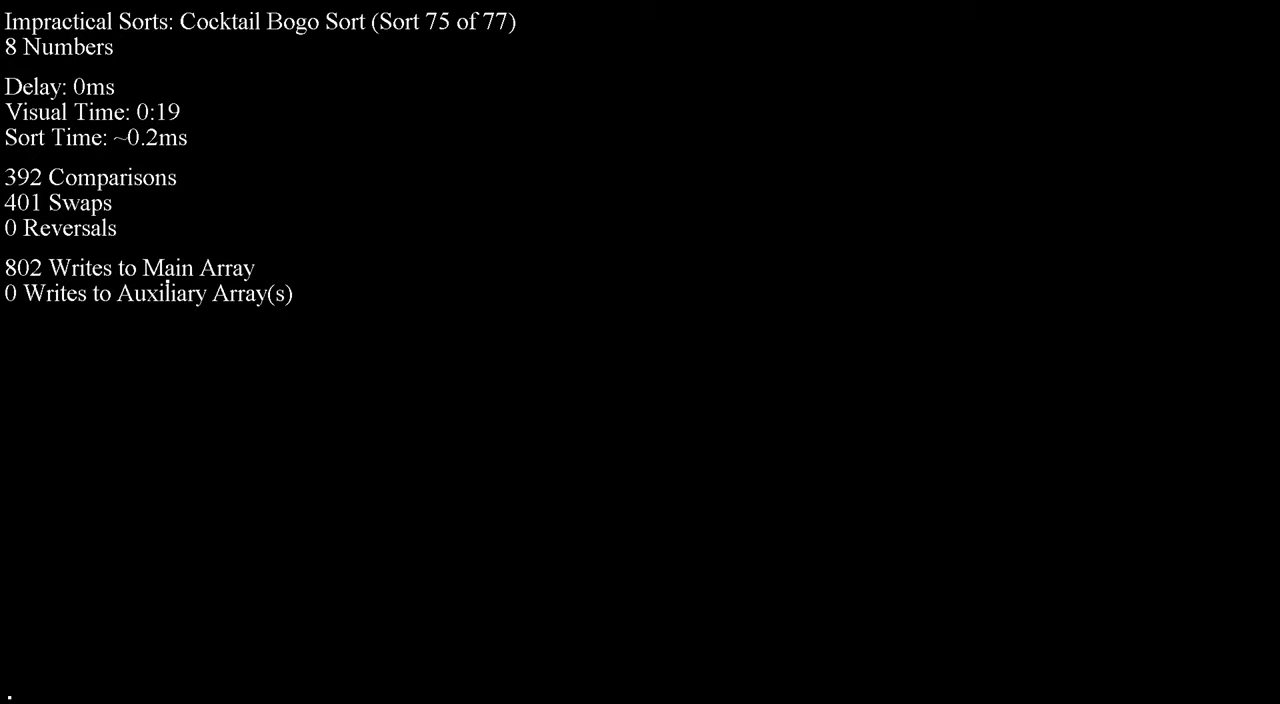 Impractical Sorts: Cocktail Bogo Sort (Sort 75 of 77)
8 Numbers
Delay: 0ms
Visual Time: 0:19
Sort Time: ~0.2ms
392 Comparisons
401 Swaps
0 Reversals
802 Writes to Main Array
0 Writes to Auxiliary Array(s)